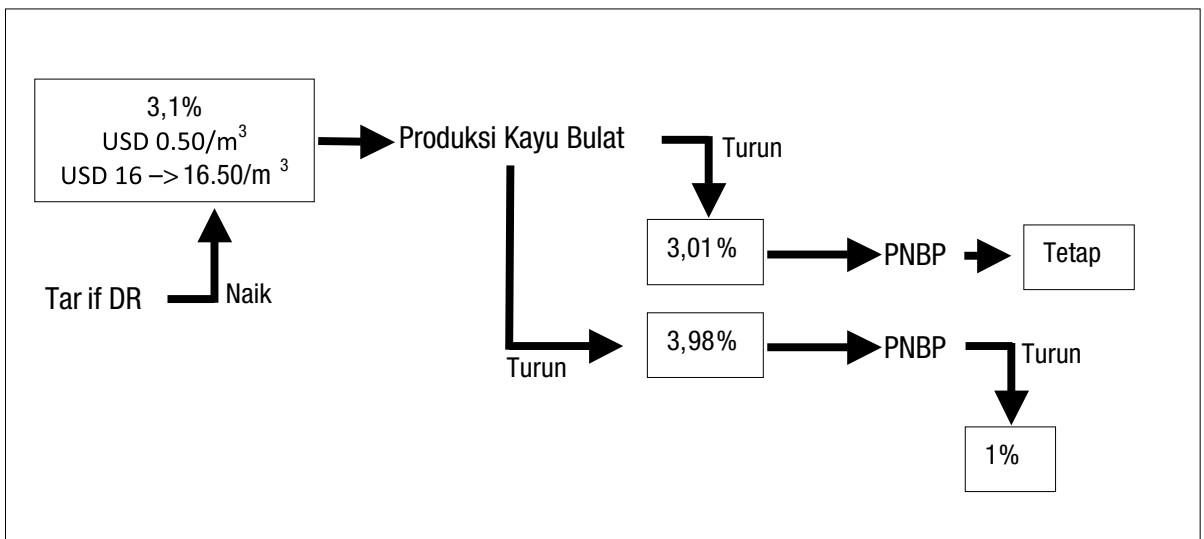 3,1%
USD 0.50/m³
USD 16 –> 16.50/m ³
Produksi Kayu Bulat
Turun
3,01%
PNBP
Tetap
Tar if DR
Naik
3,98%
PNBP
Turun
Turun
1%